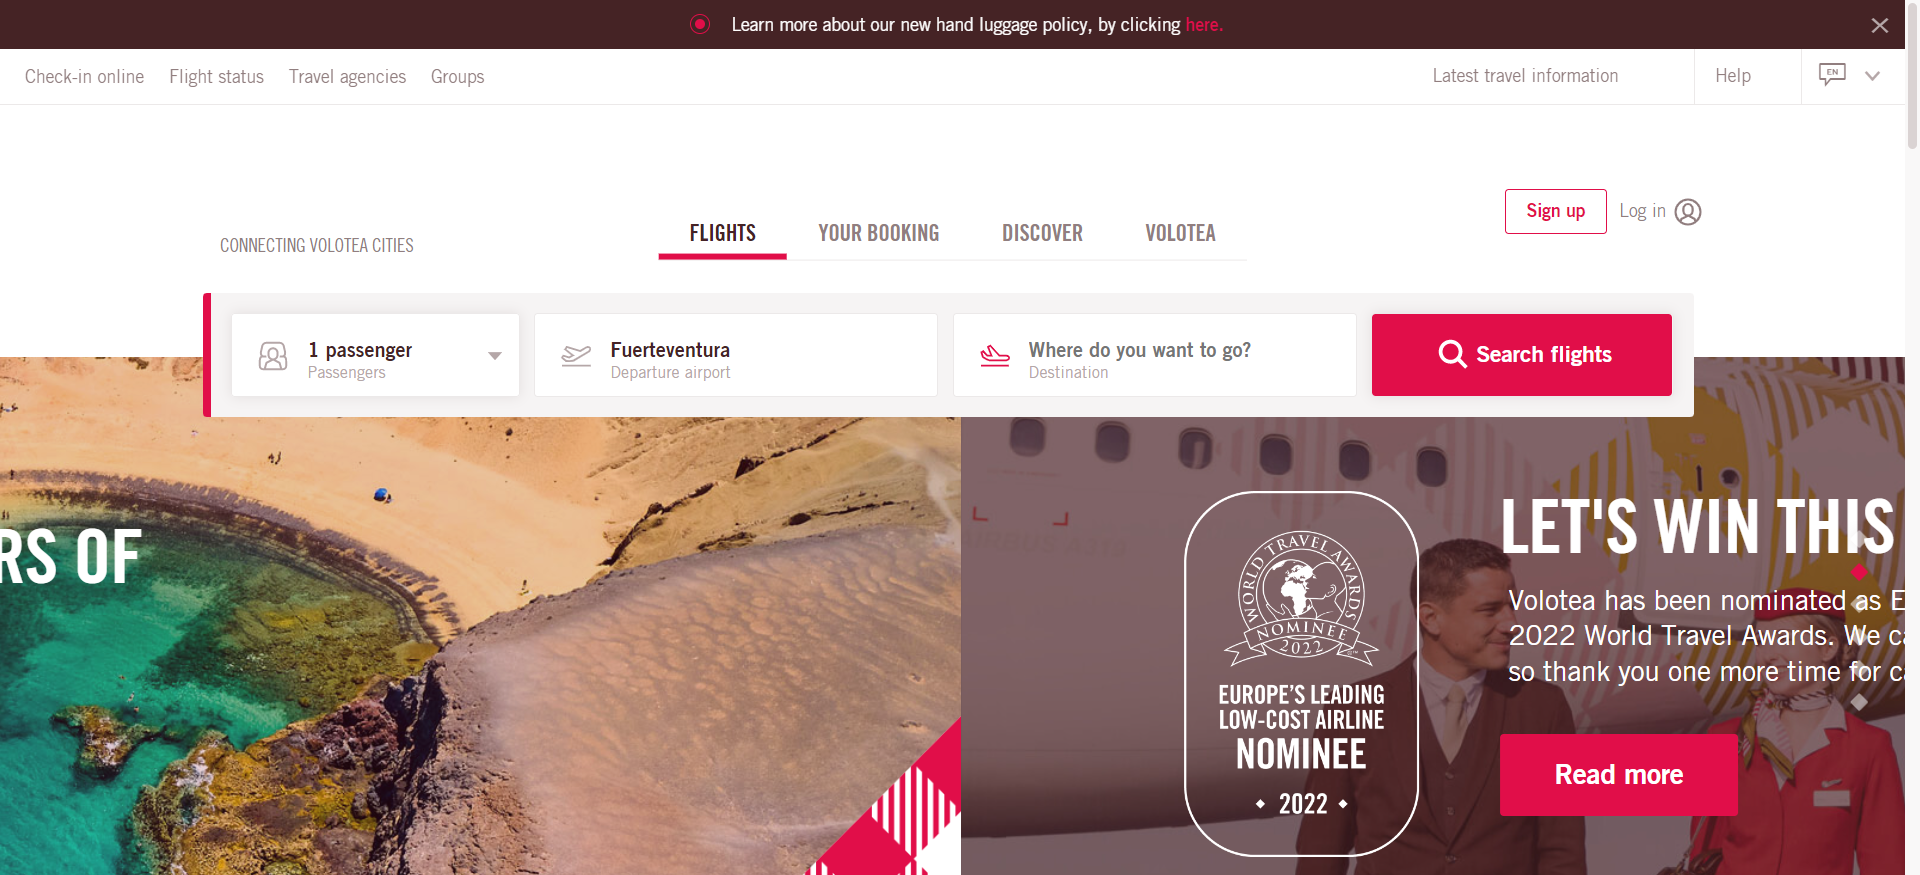 Learn more about our new hand luggage policy, by clicking here.
Check-in online
Flight status
Travel agencies
Groups
Latest travel information
Help
EN
Sign up
Log in
CONNECTING VOLOTEA CITIES
FLIGHTS
YOUR BOOKING
DISCOVER
VOLOTEA
1 passenger
Passengers
Fuerteventura
Departure airport
Where do you want to go?
Destination
Search flights
RS OF
WORLD TRAVEL AWARDS
NOMINEE
2022
EUROPE'S LEADING
LOW-COST AIRLINE
NOMINEE
2022
LET'S WIN THIS
Volotea has been nominated as E
2022 World Travel Awards. We ca
so thank you one more time for ca
Read more